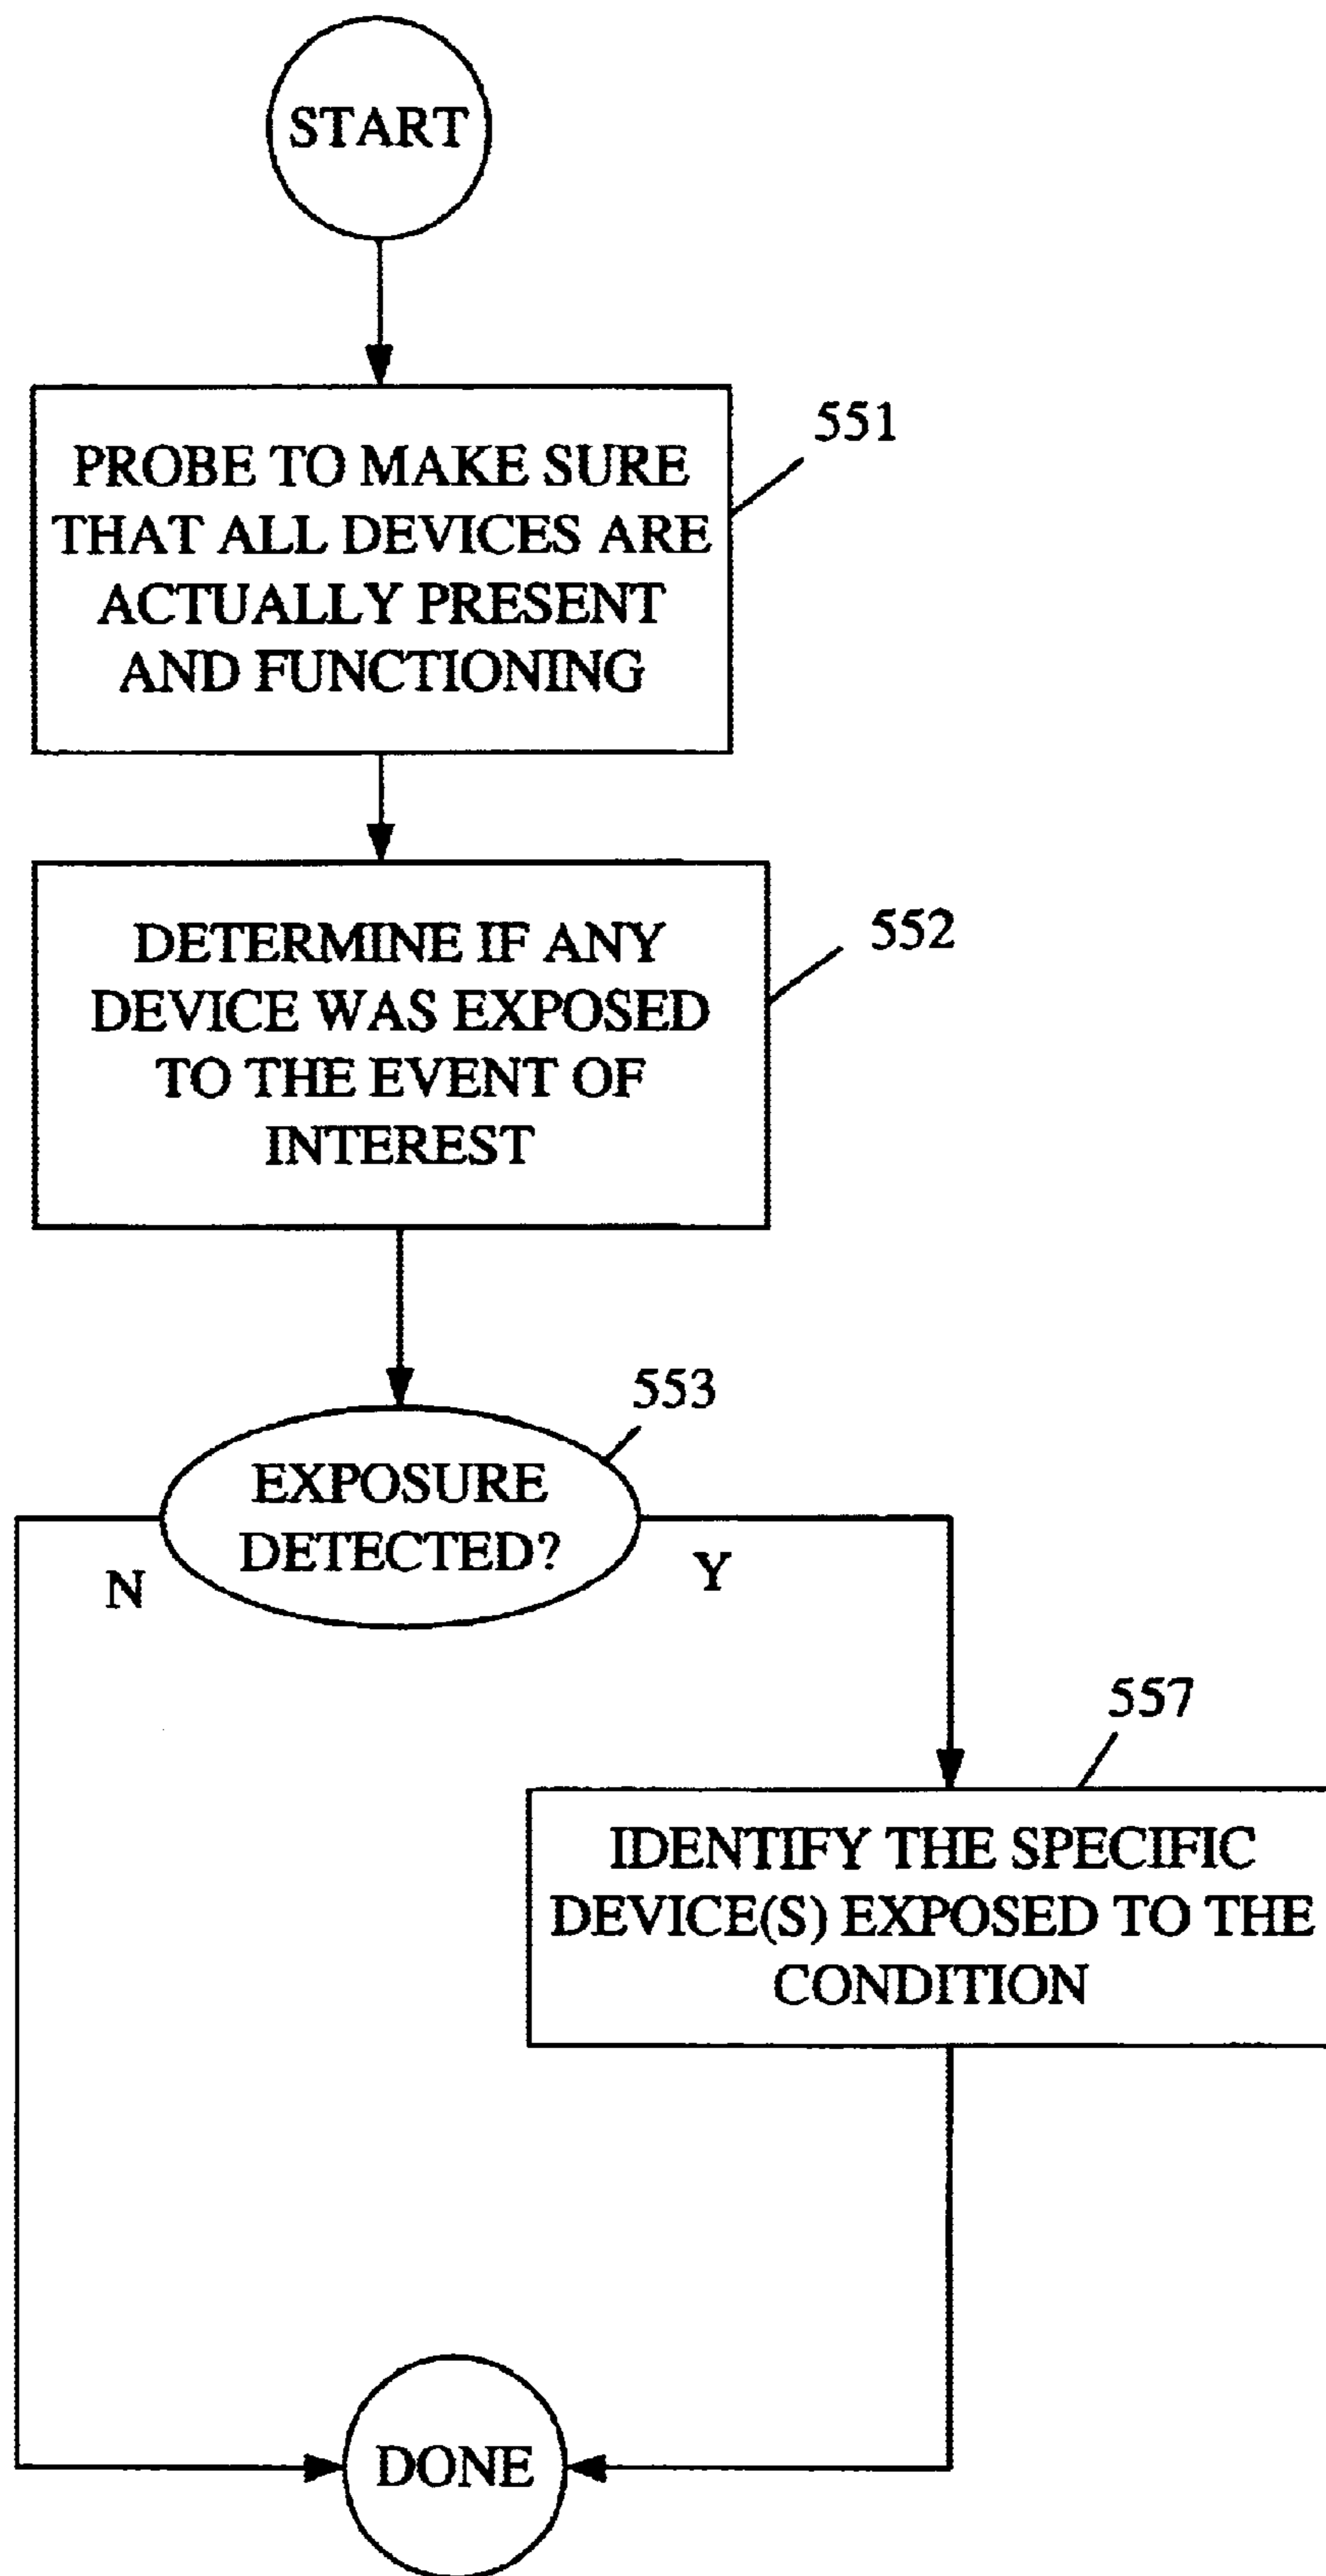 START
551
PROBE TO MAKE SURE
THAT ALL DEVICES ARE
ACTUALLY PRESENT
AND FUNCTIONING
552
DETERMINE IF ANY
DEVICE WAS EXPOSED
TO THE EVENT OF
INTEREST
553
EXPOSURE
DETECTED?
N
Y
557
IDENTIFY THE SPECIFIC
DEVICE(S) EXPOSED TO THE
CONDITION
DONE